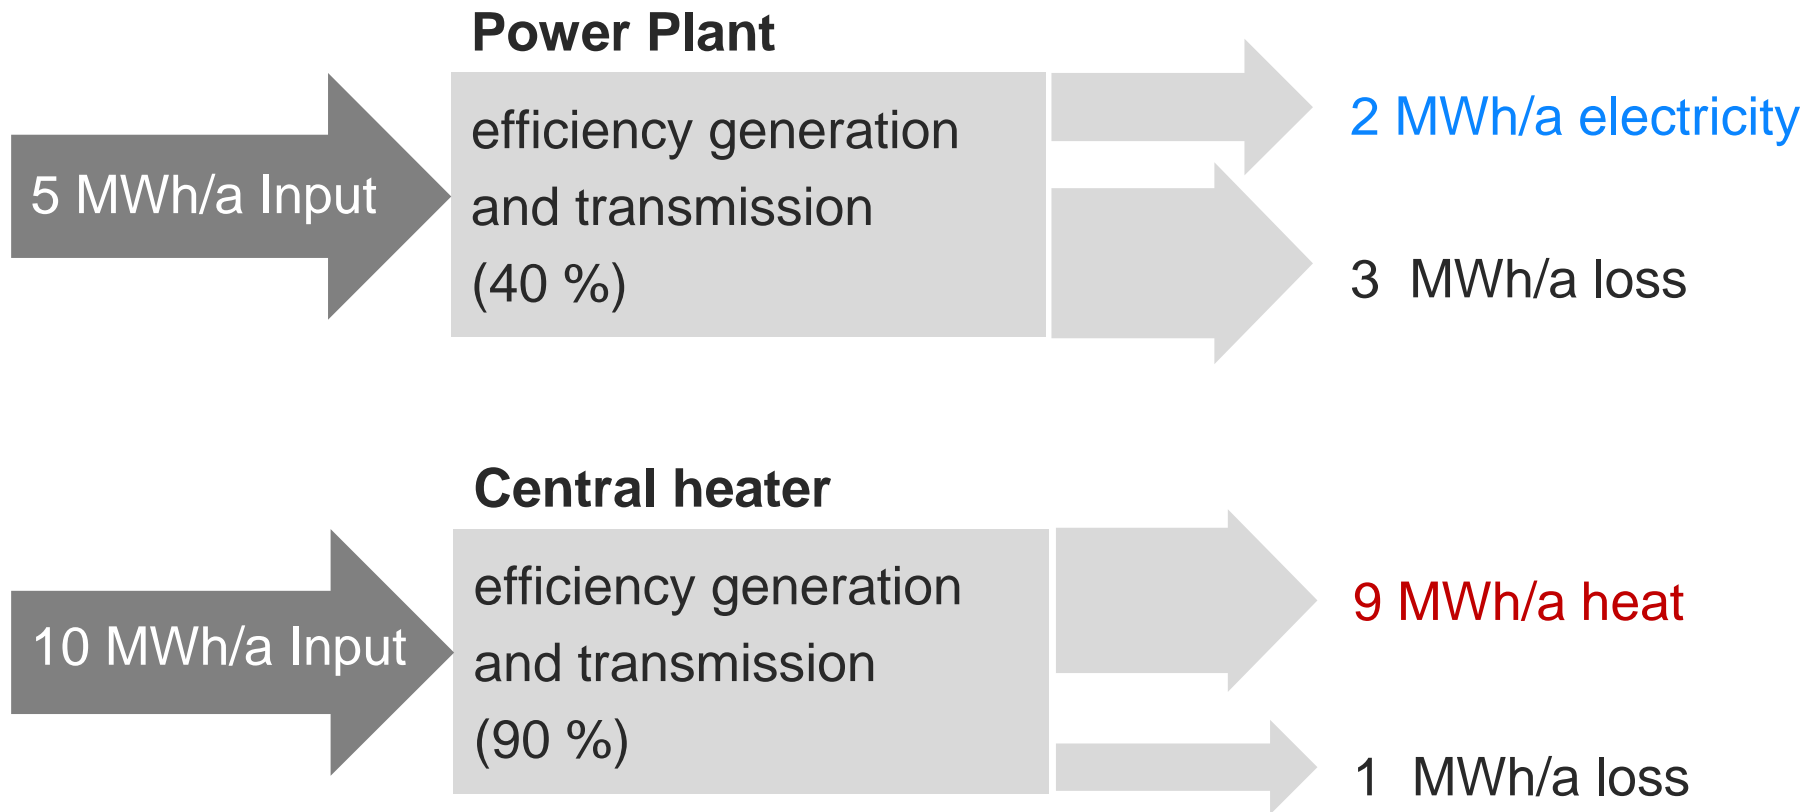 Power Plant
5 MWh/a Input
efficiency generation
and transmission
(40 %)
2 MWh/a electricity
3 MWh/a loss
Central heater
10 MWh/a Input
efficiency generation
and transmission
(90 %)
9 MWh/a heat
1 MWh/a loss